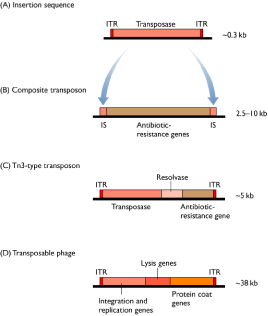 (A) Insertion sequence
ITR Transposase ITR
~0.3 kb
(B) Composite transposon
2.5–10 kb
IS Antibiotic- IS
resistance genes
(C) Tn3-type transposon
Resolvase
ITR ITR
~5 kb
Transposase Antibiotic-
resistance gene
(D) Transposable phage
Lysis genes
ITR ITR
~38 kb
Integration and Protein coat
replication genes genes